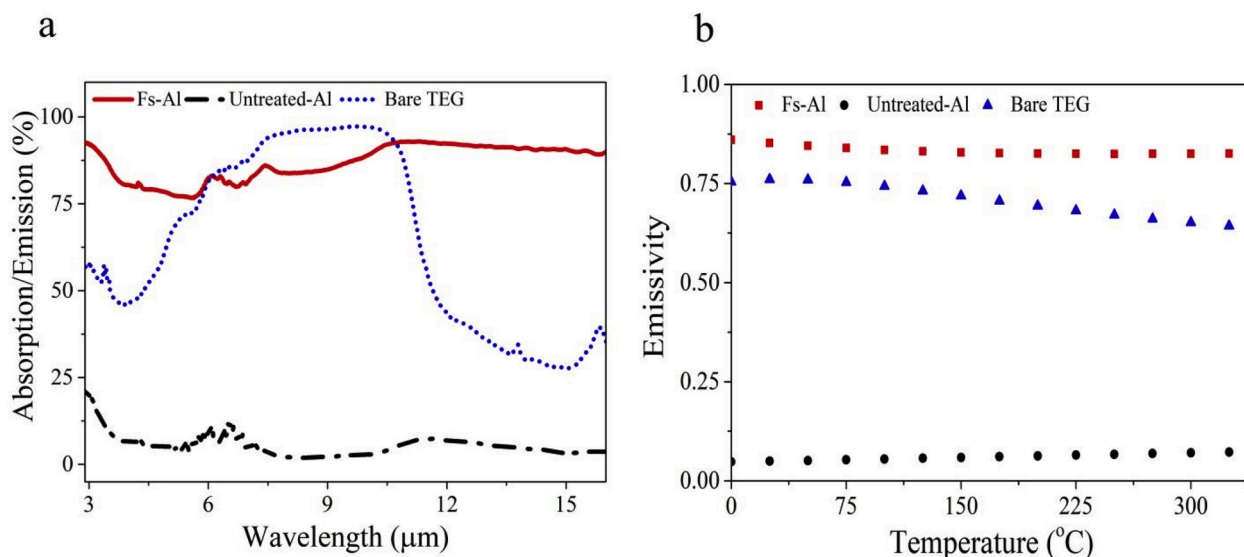 a
Fs-Al Untreated-Al Bare TEG
Absorption/Emission (%)
100
75
50
25
0
3 6 9 12 15
Wavelength (μm)
b
Fs-Al Untreated-Al Bare TEG
Emissivity
1.00
0.75
0.50
0.25
0.00
0 75 150 225 300
Temperature (°C)